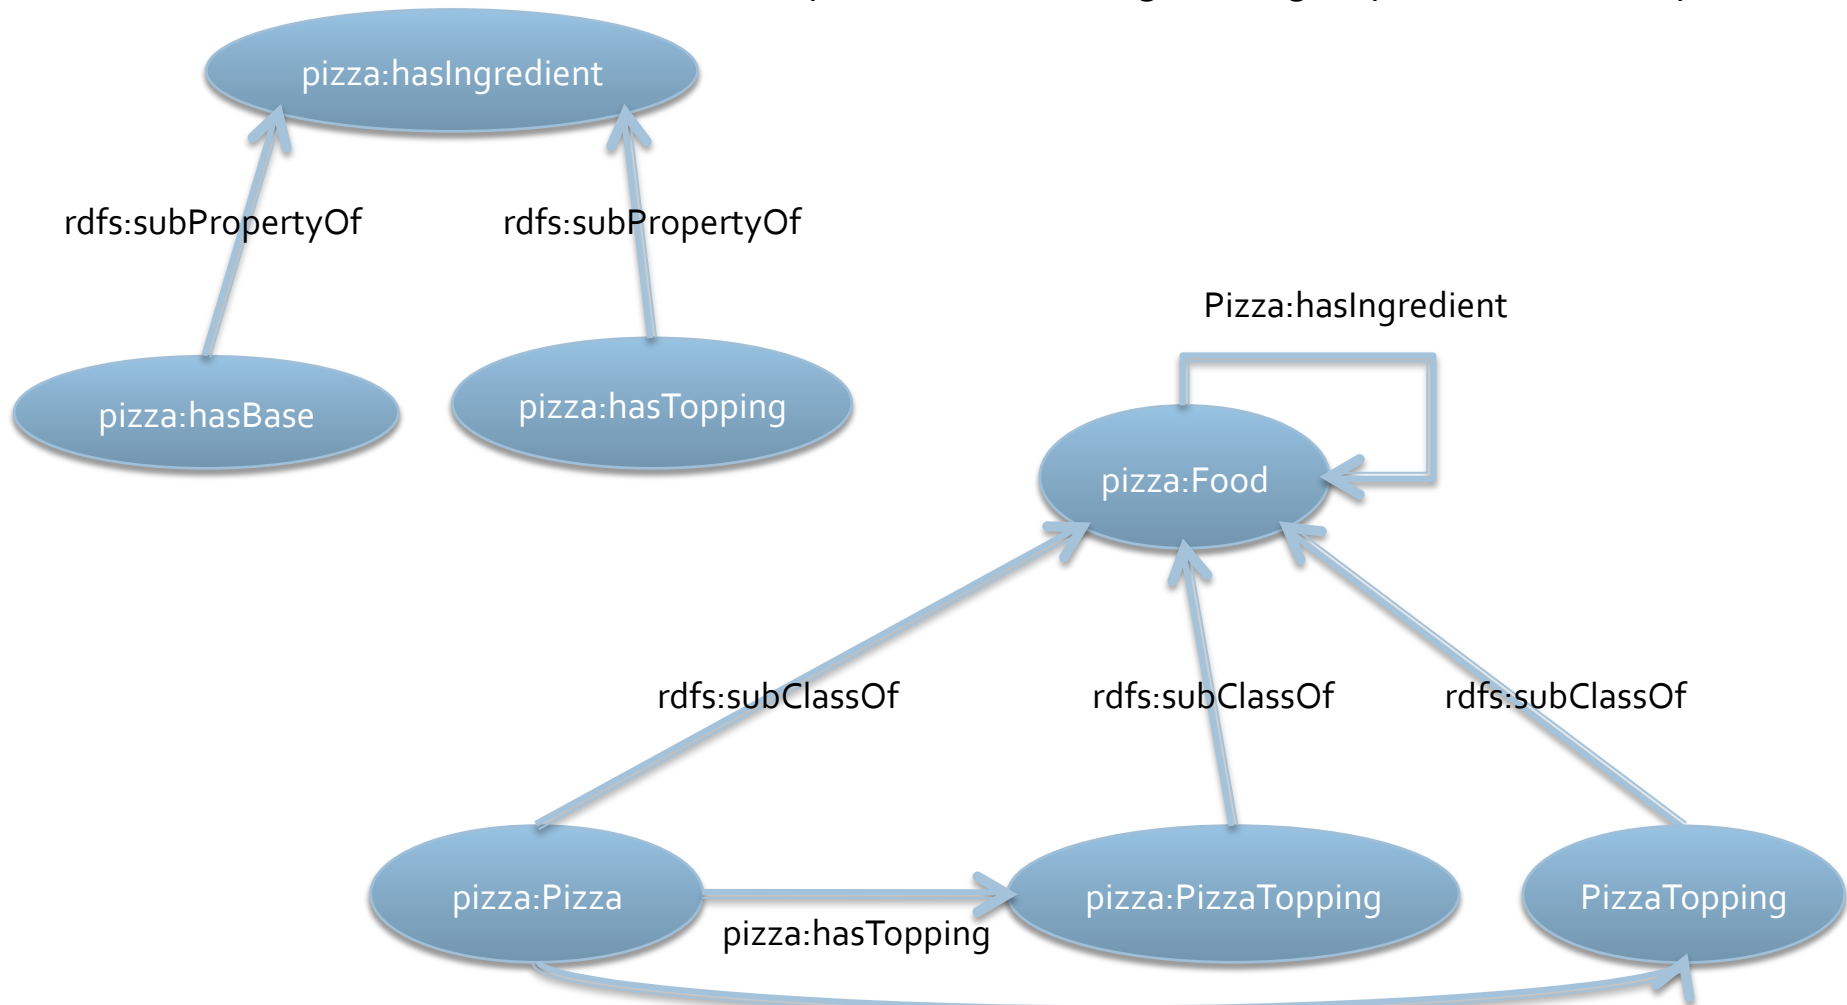 pizza:hasIngredient
rdfs:subPropertyOf
rdfs:subPropertyOf
pizza:hasBase
pizza:hasTopping
Pizza:hasIngredient
pizza:Food
rdfs:subClassOf
rdfs:subClassOf
rdfs:subClassOf
pizza:Pizza
pizza:hasTopping
pizza:PizzaTopping
PizzaTopping